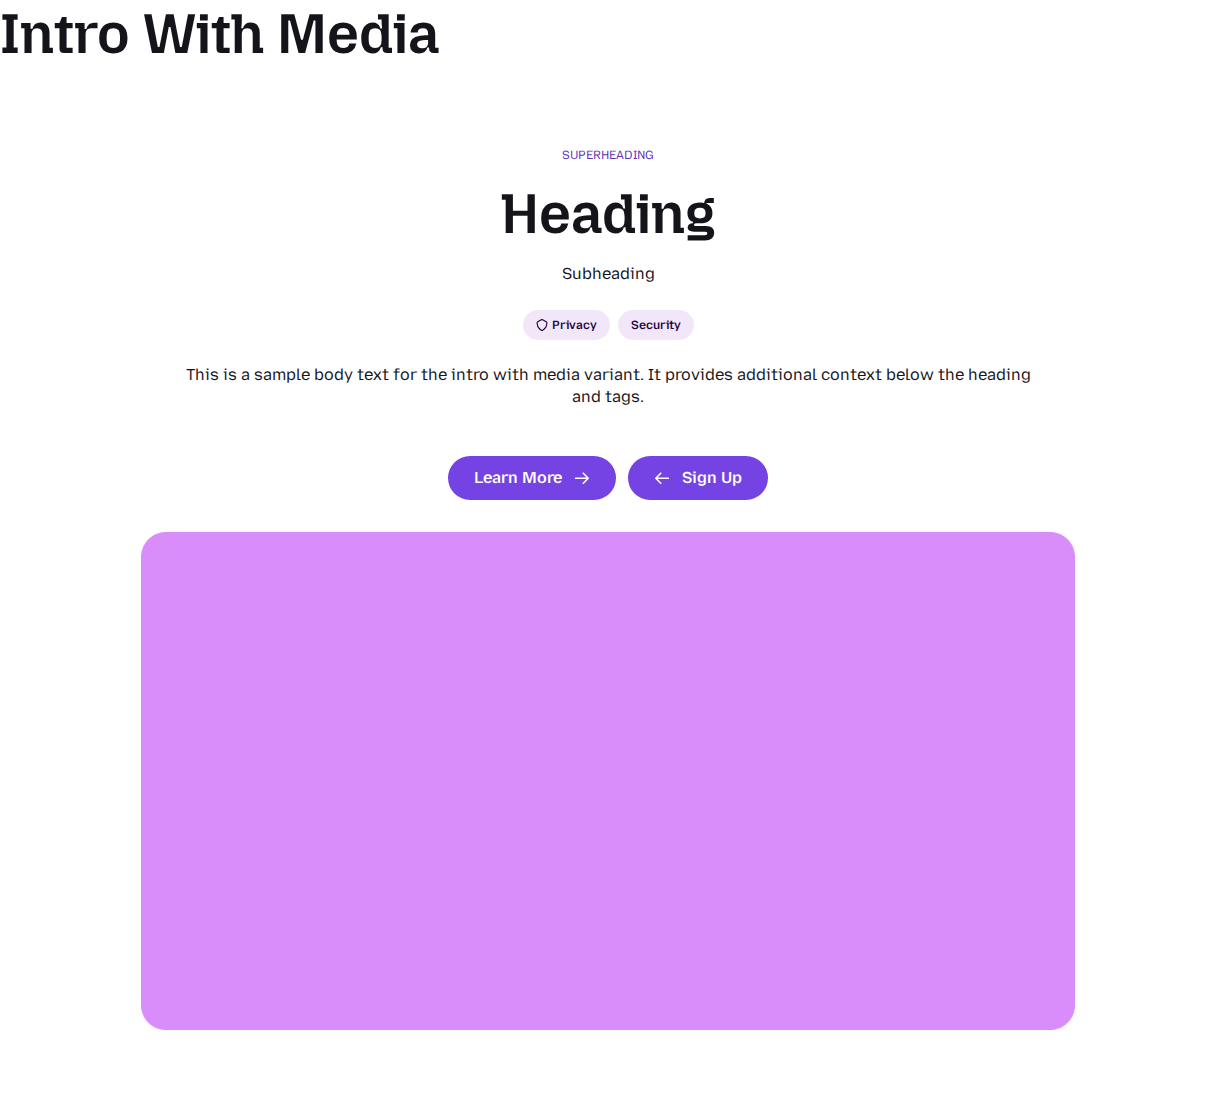 Intro With Media
SUPERHEADING
Heading
Subheading
Privacy Security
This is a sample body text for the intro with media variant. It provides additional context below the heading
and tags.
Learn More Sign Up